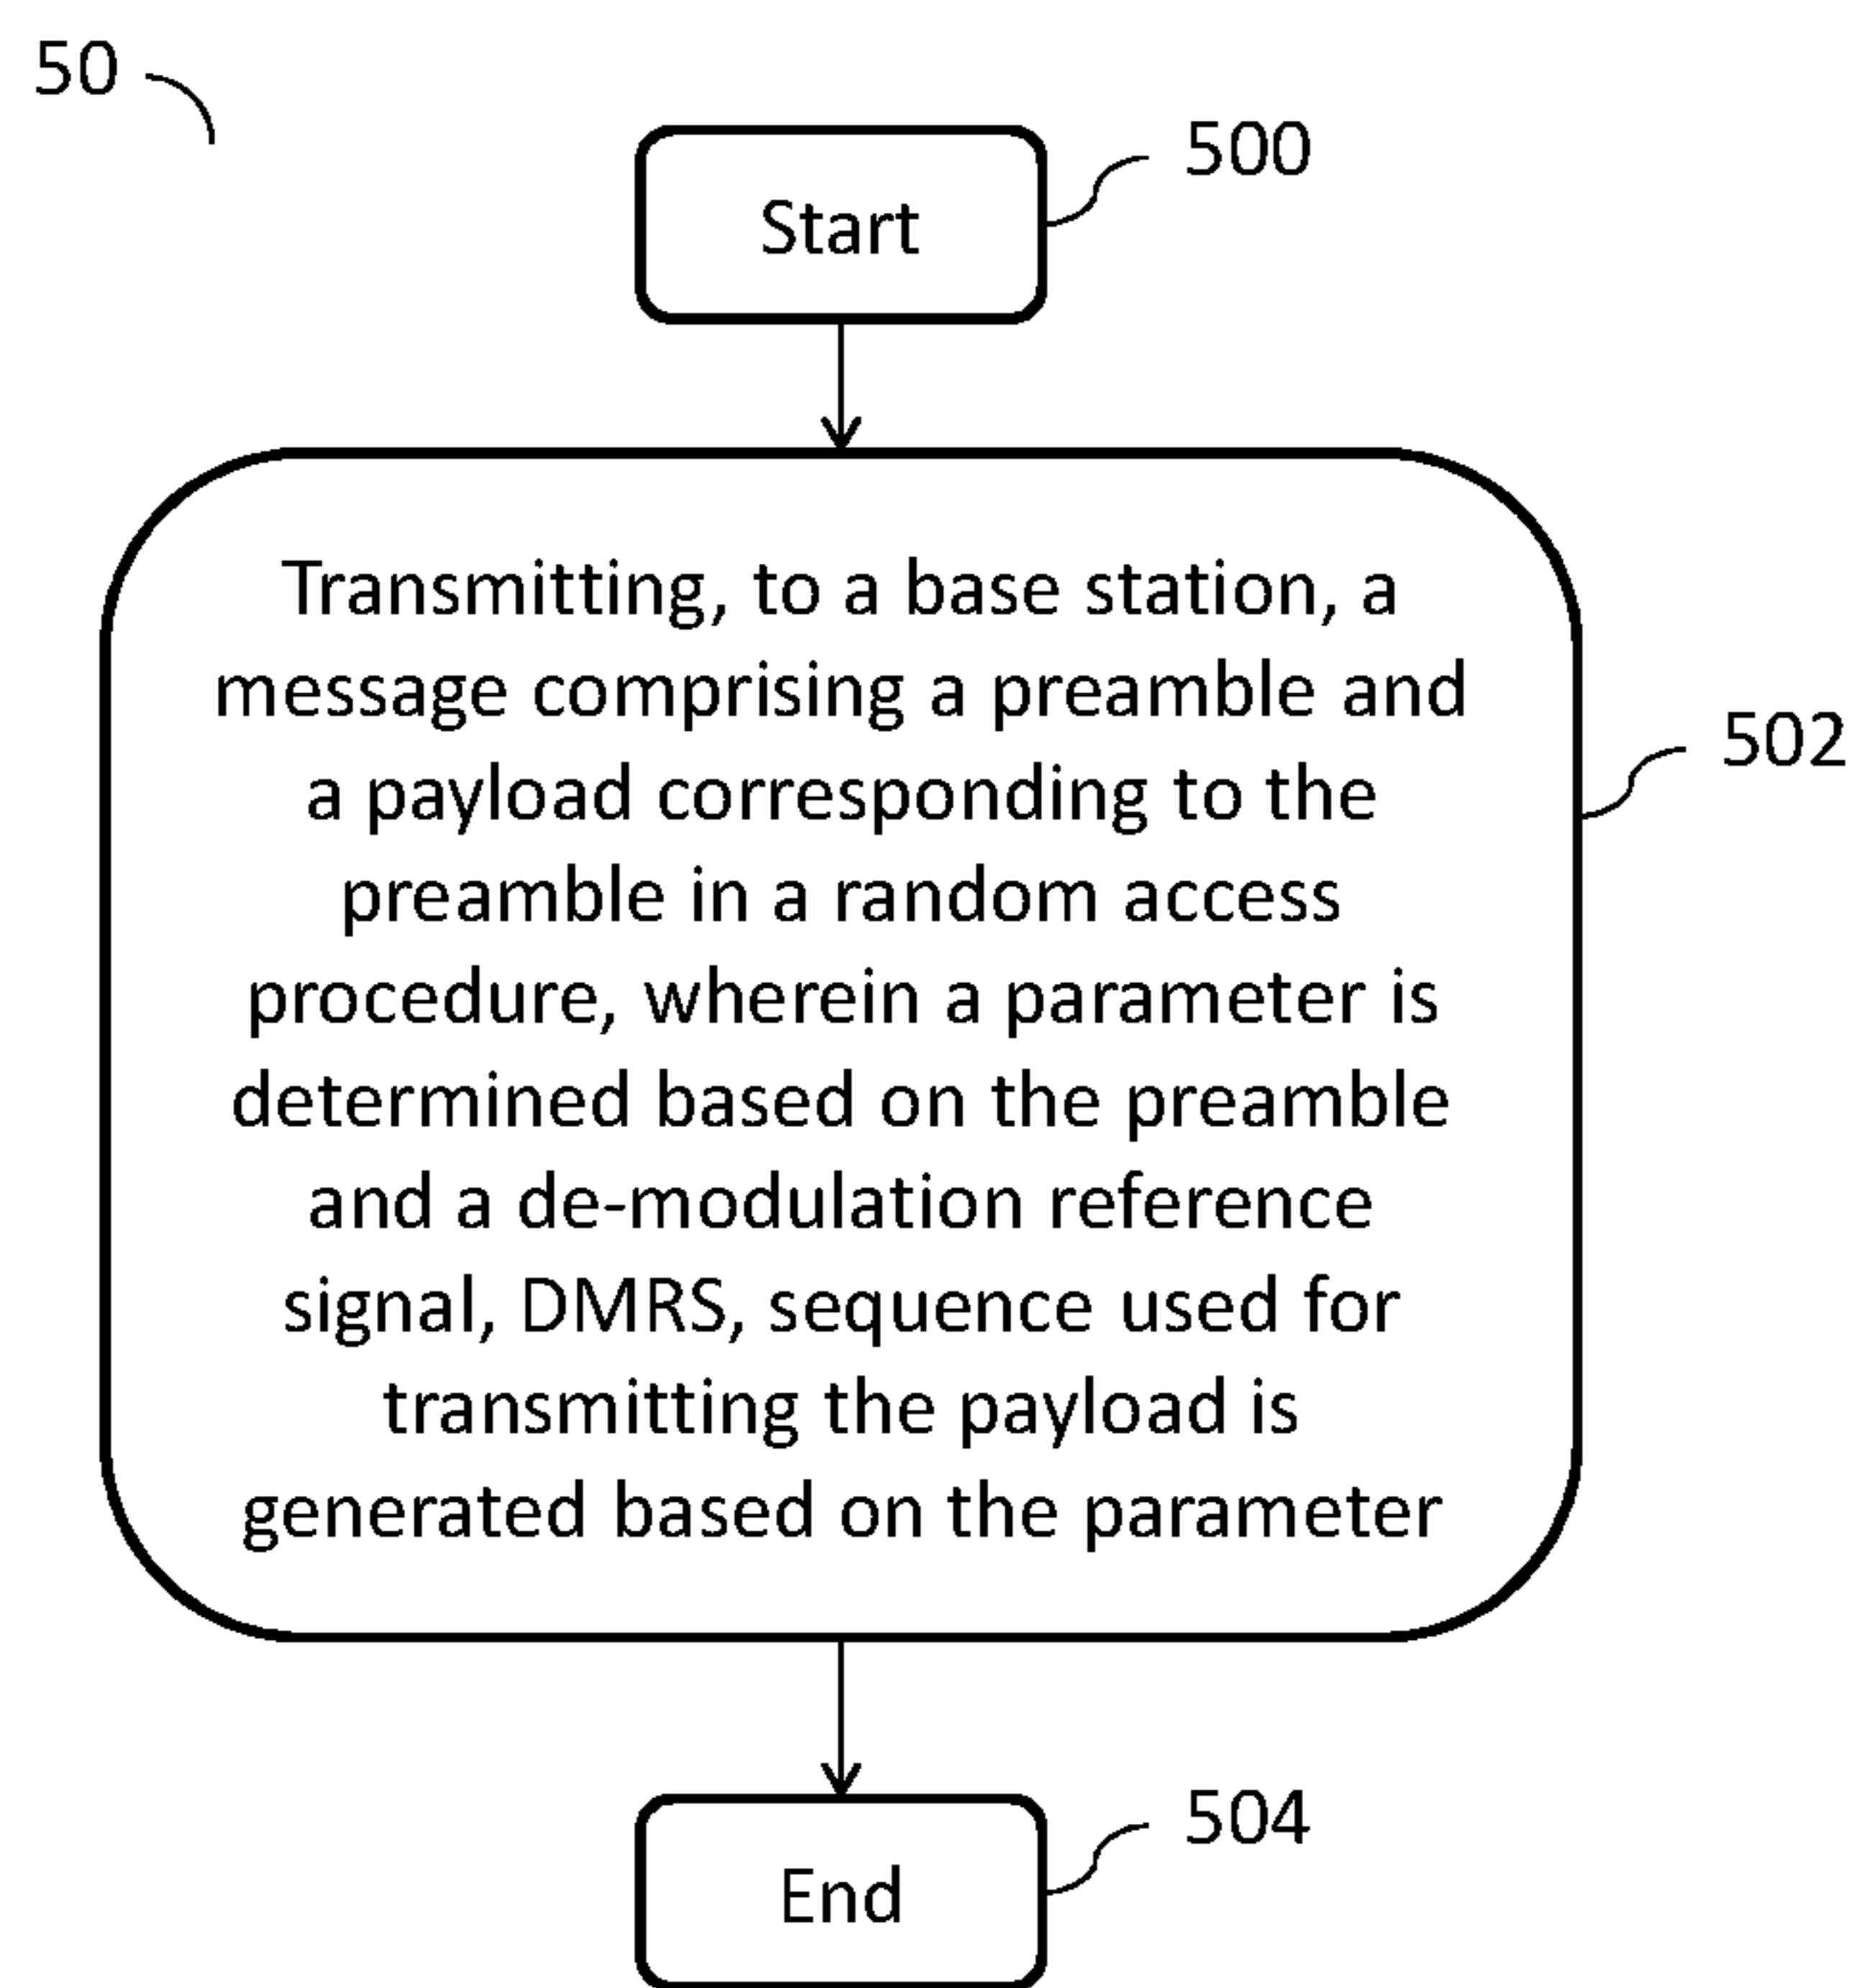 50
500
Start
Transmitting, to a base station, a
message comprising a preamble and
a payload corresponding to the
preamble in a random access
procedure, wherein a parameter is
determined based on the preamble
and a de-modulation reference
signal, DMRS, sequence used for
transmitting the payload is
generated based on the parameter
502
504
End